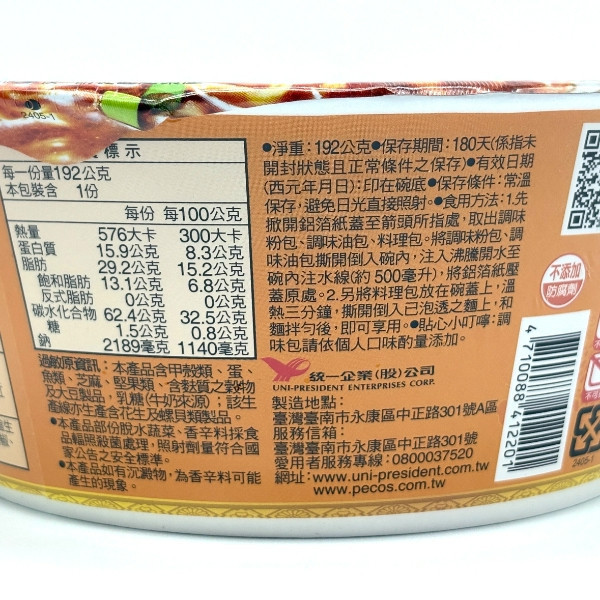 2405-1
標示
每一份量192公克
本包裝含 1份
每份 每100公克
熱量 576大卡 300大卡
蛋白質 15.9公克 8.3公克
脂肪 29.2公克 15.2公克
飽和脂肪 13.1公克 6.8公克
反式脂肪 0公克 0公克
碳水化合物 62.4公克 32.5公克
糖 1.5公克 0.8公克
鈉 2189毫克 1140毫克
過敏原資訊：本產品含甲殼類、蛋、
魚類、芝麻、堅果類、含麩質之穀物
及大豆製品，乳糖(牛奶來源)；該生
產線亦生產含花生及螺貝類製品。
●本產品部份脫水蔬菜、香辛料採食
品輻照殺菌處理，照射劑量符合國
家公告之安全標準。
●本產品如有沉澱物，為香辛料可能
產生的現象。
●淨重：192公克●保存期間：180天(係指未
開封狀態且正常條件之保存)●有效日期
(西元年月日)：印在碗底●保存條件：常溫
保存，避免日光直接照射。●食用方法：1.先
掀開鋁箔紙蓋至箭頭所指處，取出調味
粉包、調味油包、料理包。將調味粉包、調
味油包撕開倒入碗內，注入沸騰開水至
碗內注水線(約500毫升)，將鋁箔紙壓
蓋原處。2.另將料理包放在碗蓋上，溫
熱三分鐘，撕開倒入已泡透之麵上，和
麵拌勻後，即可享用。●貼心小叮嚀：調
味包請依個人口味酌量添加。
統一企業(股)公司
UNI-PRESIDENT ENTERPRISES CORP.
製造地點：
臺灣臺南市永康區中正路301號A區
服務信箱：
臺灣臺南市永康區中正路301號
愛用者服務專線：0800037520
網址：www.uni-president.com.tw
www.pecos.com.tw
不添加
防腐劑
4710088412201
2405-1